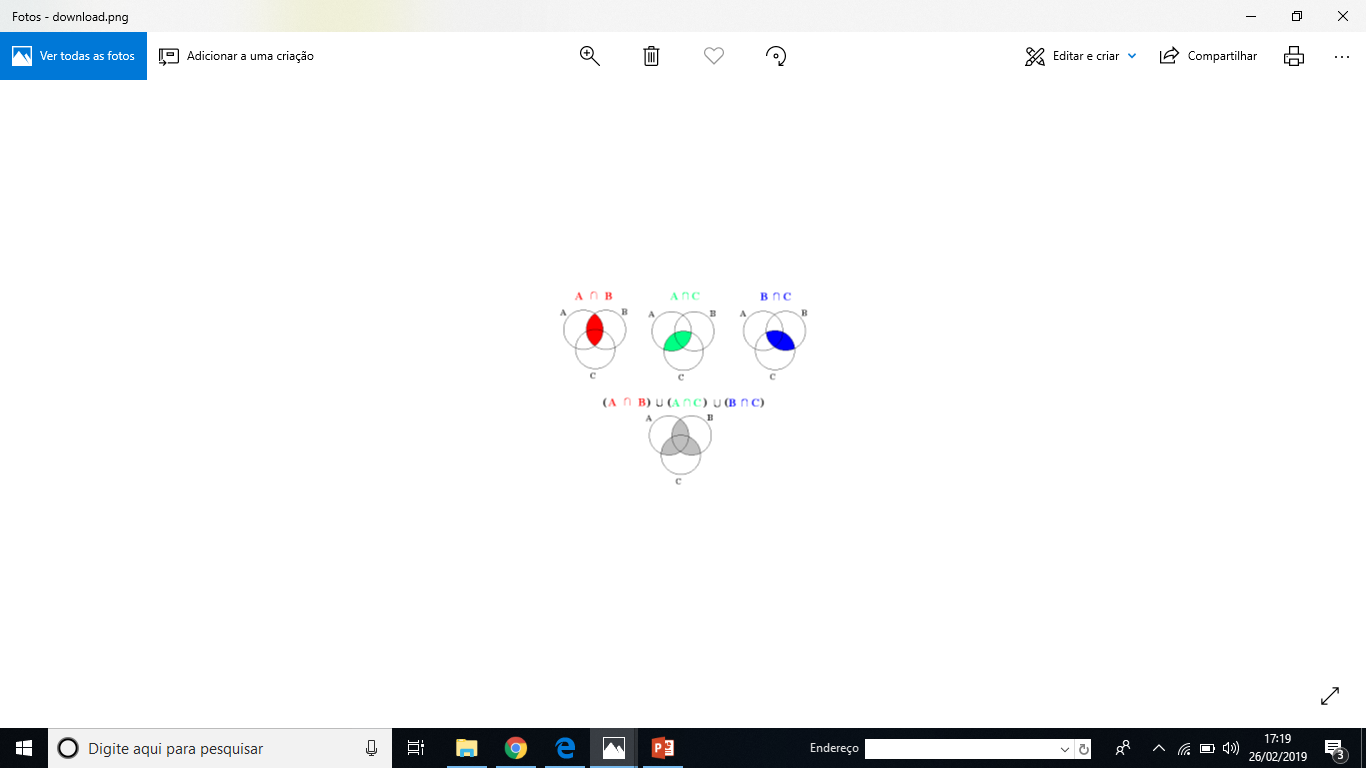 Fotos - download.png
Ver todas as fotos
Adicionar a uma criação
Editar e criar
Compartilhar
A ∩ B
A ∩ C
B ∩ C
A B
A B
A B
C
C
C
(A ∩ B) ∪ (A ∩ C) ∪ (B ∩ C)
A B
C
Digite aqui para pesquisar
Endereço
17:19
26/02/2019
3